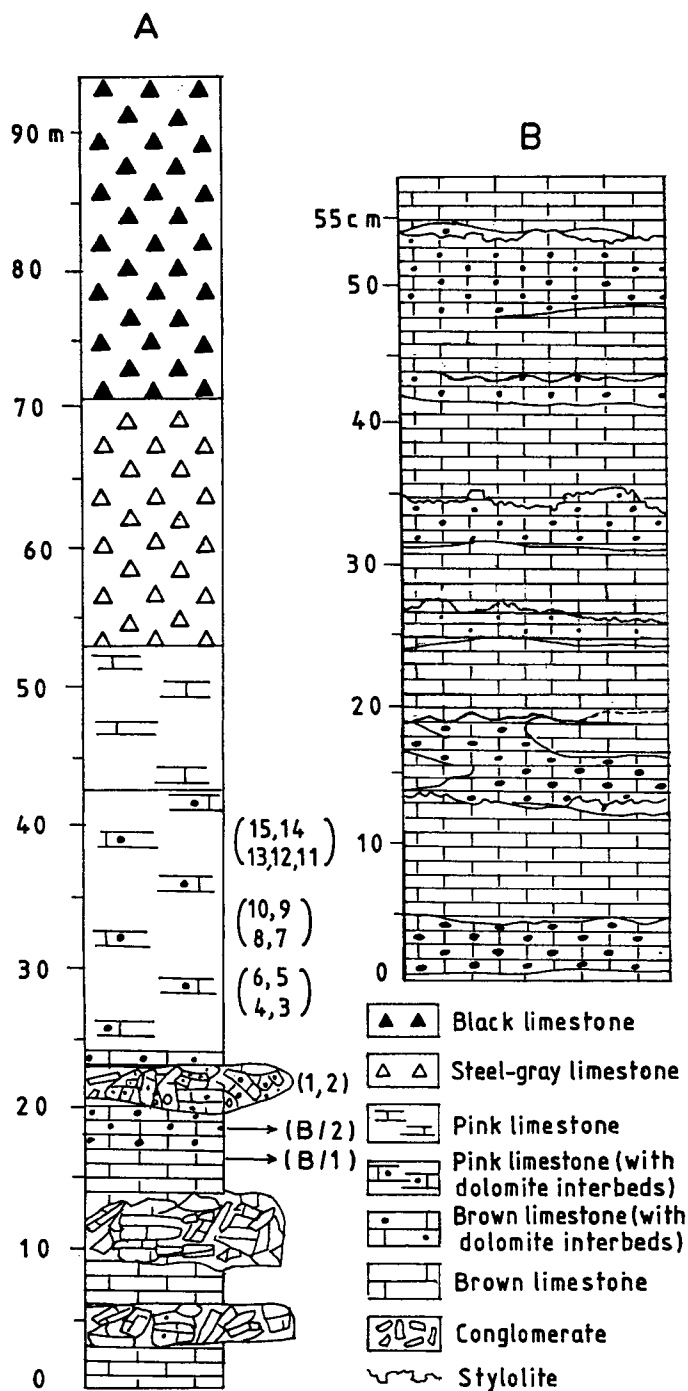 A
90 m
80
70
60
50
40
30
20
10
0
(15,14
13,12,11)
(10,9
8,7)
(6,5
4,3)
(1,2)
(B/2)
(B/1)
B
55 cm
50
40
30
20
10
0
Black limestone
Steel-gray limestone
Pink limestone
Pink limestone (with
dolomite interbeds)
Brown limestone (with
dolomite interbeds)
Brown limestone
Conglomerate
Stylolite